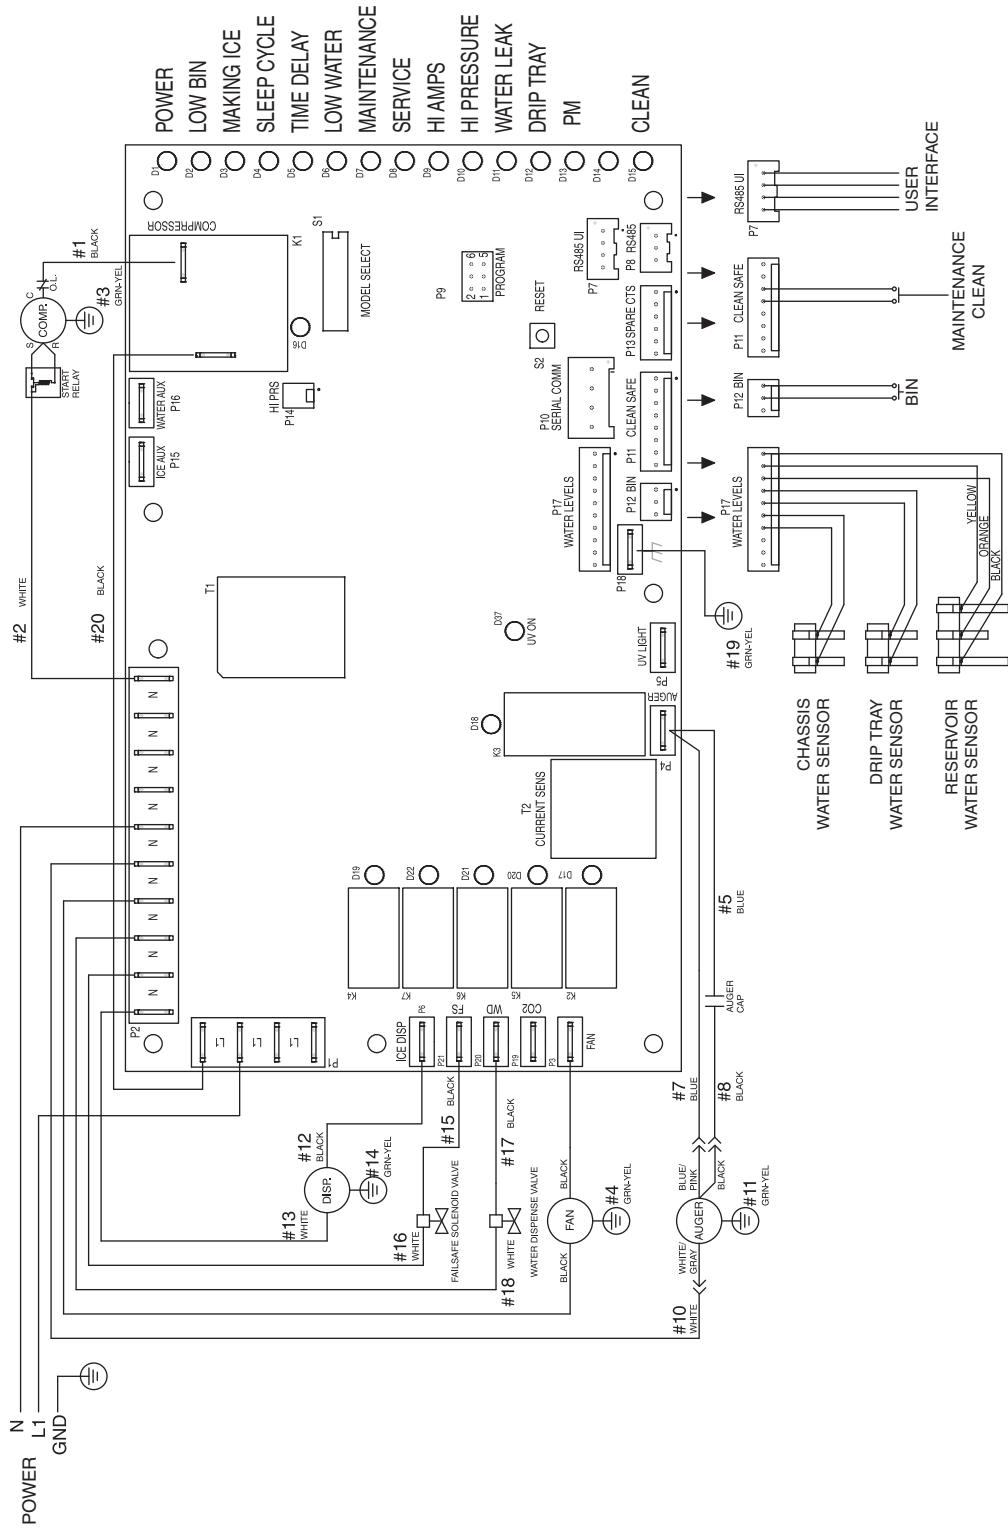 POWER
N
L1
GND
#1
BLACK
#3
GRN-YEL
COMP.
C
S
R
O.L.
START
RELAY
#2
WHITE
#20
BLACK
COMPRESSOR
K1
D16
S1
MODEL SELECT
WATER AUX
P16
ICE AUX
P15
HI PRS
P14
T1
P2
N
N
N
N
N
N
N
N
N
N
P1
L1
L1
L1
D1
D2
D3
D4
D5
D6
D7
D8
D9
D10
D11
D12
D13
D14
D15
POWER
LOW BIN
MAKING ICE
SLEEP CYCLE
TIME DELAY
LOW WATER
MAINTENANCE
SERVICE
HI AMPS
HI PRESSURE
WATER LEAK
DRIP TRAY
PM
CLEAN
P9
2
6
1
5
PROGRAM
RESET
S2
RS485 UI
P7
P8 RS485
P13 SPARE CTS
P10
SERIAL COMM
P11 CLEAN SAFE
P17
WATER LEVELS
P12 BIN
P18
D37
UV ON
UV LIGHT
P5
AUGER
P4
D18
K3
T2
CURRENT SENS
D19
D22
D21
D20
D17
K4
K7
K6
K5
K2
ICE DISP
P6
FS
P21
WD
P20
CO2
P19
P3
FAN
#12
BLACK
DISP.
#14
GRN-YEL
#13
WHITE
#15
BLACK
#16
WHITE
FAILSAFE SOLENOID VALVE
#17
BLACK
#18
WHITE
WATER DISPENSE VALVE
BLACK
FAN
BLACK
#4
GRN-YEL
#5
BLUE
AUGER
CAP
#7
BLUE
#8
BLACK
BLUE/
PINK
BLACK
AUGER
#11
GRN-YEL
WHITE/
GRAY
#10
WHITE
#19
GRN-YEL
RS485 UI
P7
USER
INTERFACE
P11 CLEAN SAFE
MAINTENANCE
CLEAN
P12 BIN
BIN
P17
WATER LEVELS
YELLOW
ORANGE
BLACK
CHASSIS
WATER SENSOR
DRIP TRAY
WATER SENSOR
RESERVOIR
WATER SENSOR